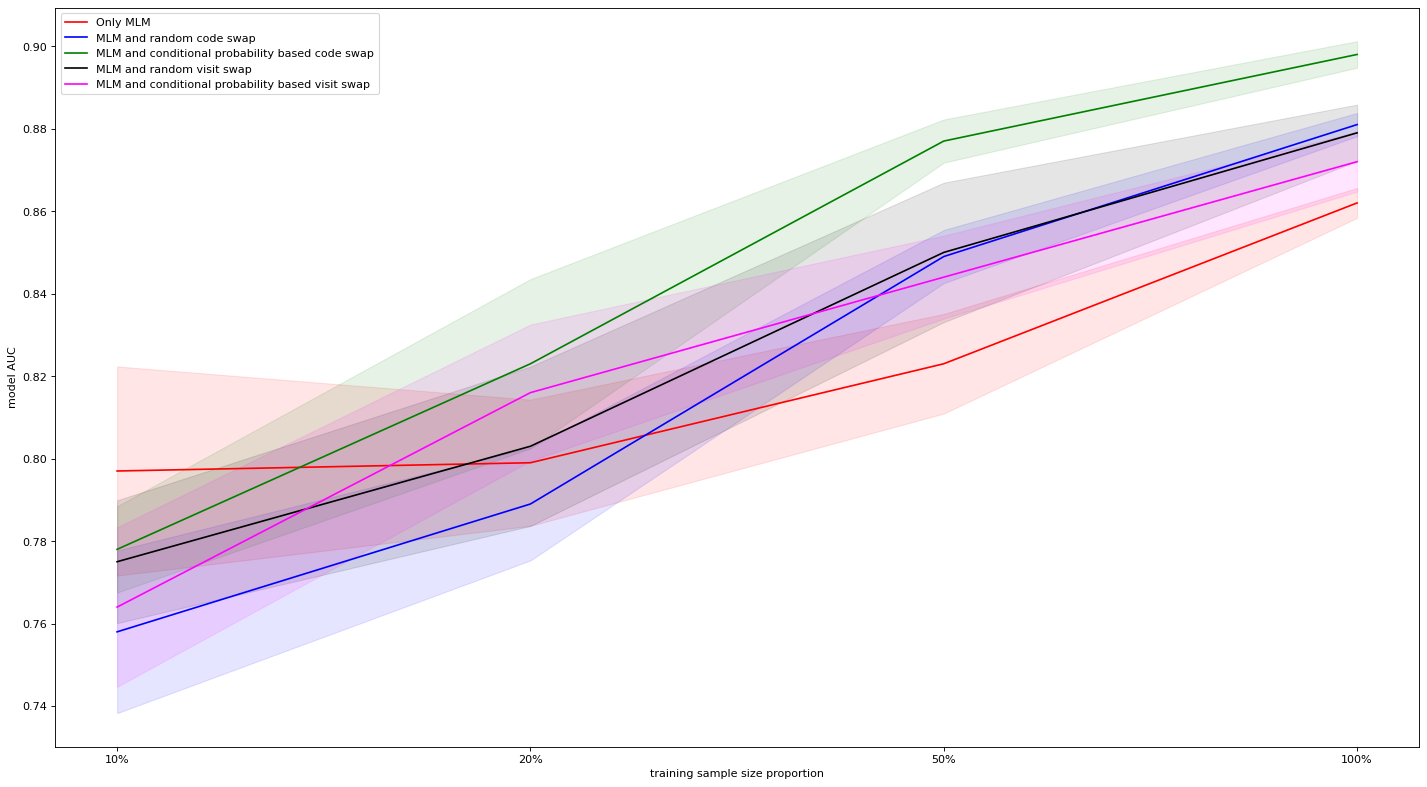 Only MLM
MLM and random code swap
MLM and conditional probability based code swap
MLM and random visit swap
MLM and conditional probability based visit swap
0.90
0.88
0.86
0.84
0.82
0.80
0.78
0.76
0.74
model AUC
10%
20%
50%
100%
training sample size proportion